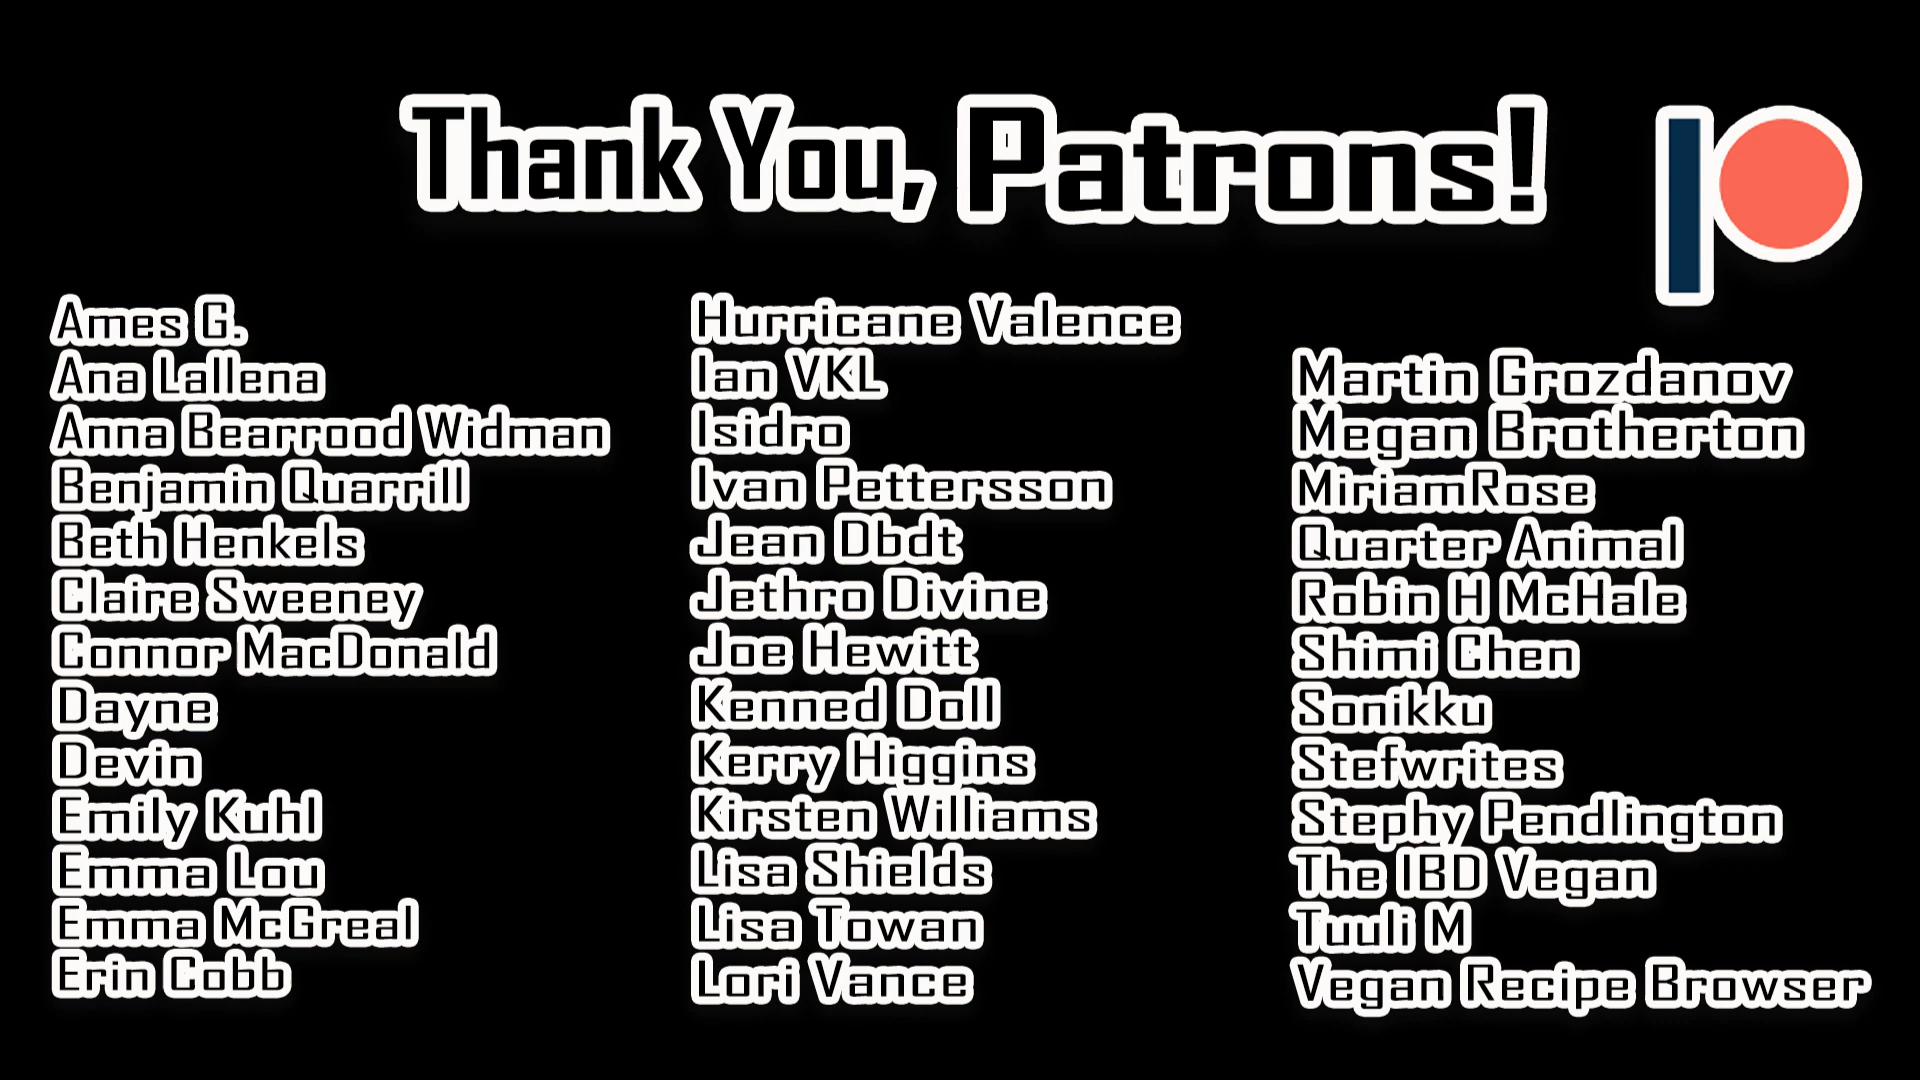 Thank You, Patrons!
Ames G.
Ana Lallena
Anna Bearrood Widman
Benjamin Quarrill
Beth Henkels
Claire Sweeney
Connor MacDonald
Dayne
Devin
Emily Kuhl
Emma Lou
Emma McGreal
Erin Cobb
Hurricane Valence
Ian VKL
Isidro
Ivan Pettersson
Jean Dbdt
Jethro Divine
Joe Hewitt
Kenned Doll
Kerry Higgins
Kirsten Williams
Lisa Shields
Lisa Towan
Lori Vance
Martin Grozdanov
Megan Brotherton
MiriamRose
Quarter Animal
Robin H McHale
Shimi Chen
Sonikku
Stefwrites
Stephy Pendlington
The IBD Vegan
Tuuli M
Vegan Recipe Browser